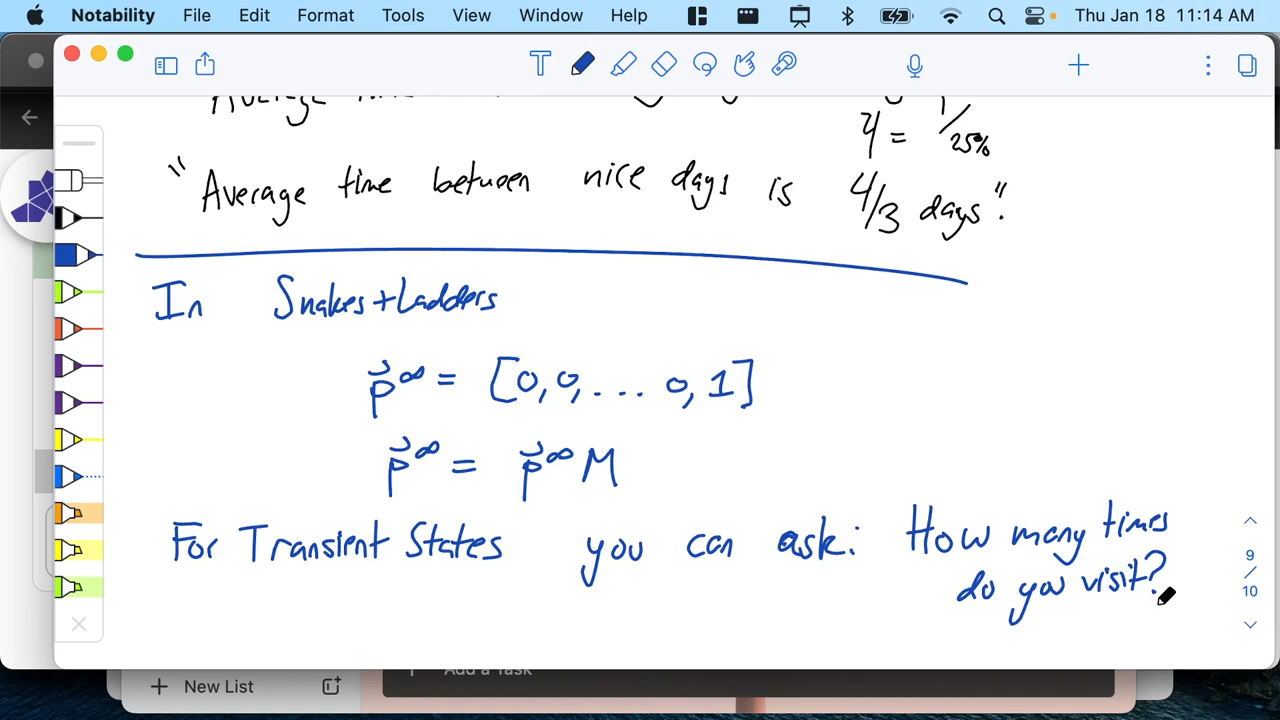 Notability File Edit Format Tools View Window Help Thu Jan 18 11:14 AM
Average
4 = 1/25%
"Average time between nice days is 4/3 days".
In Snakes+Ladders
p⃗^∞ = [0,0,... 0,1]
p⃗^∞ = p⃗^∞ M
For Transient States you can ask: How many times
do you visit?
9
/
10
Add a Task
New List